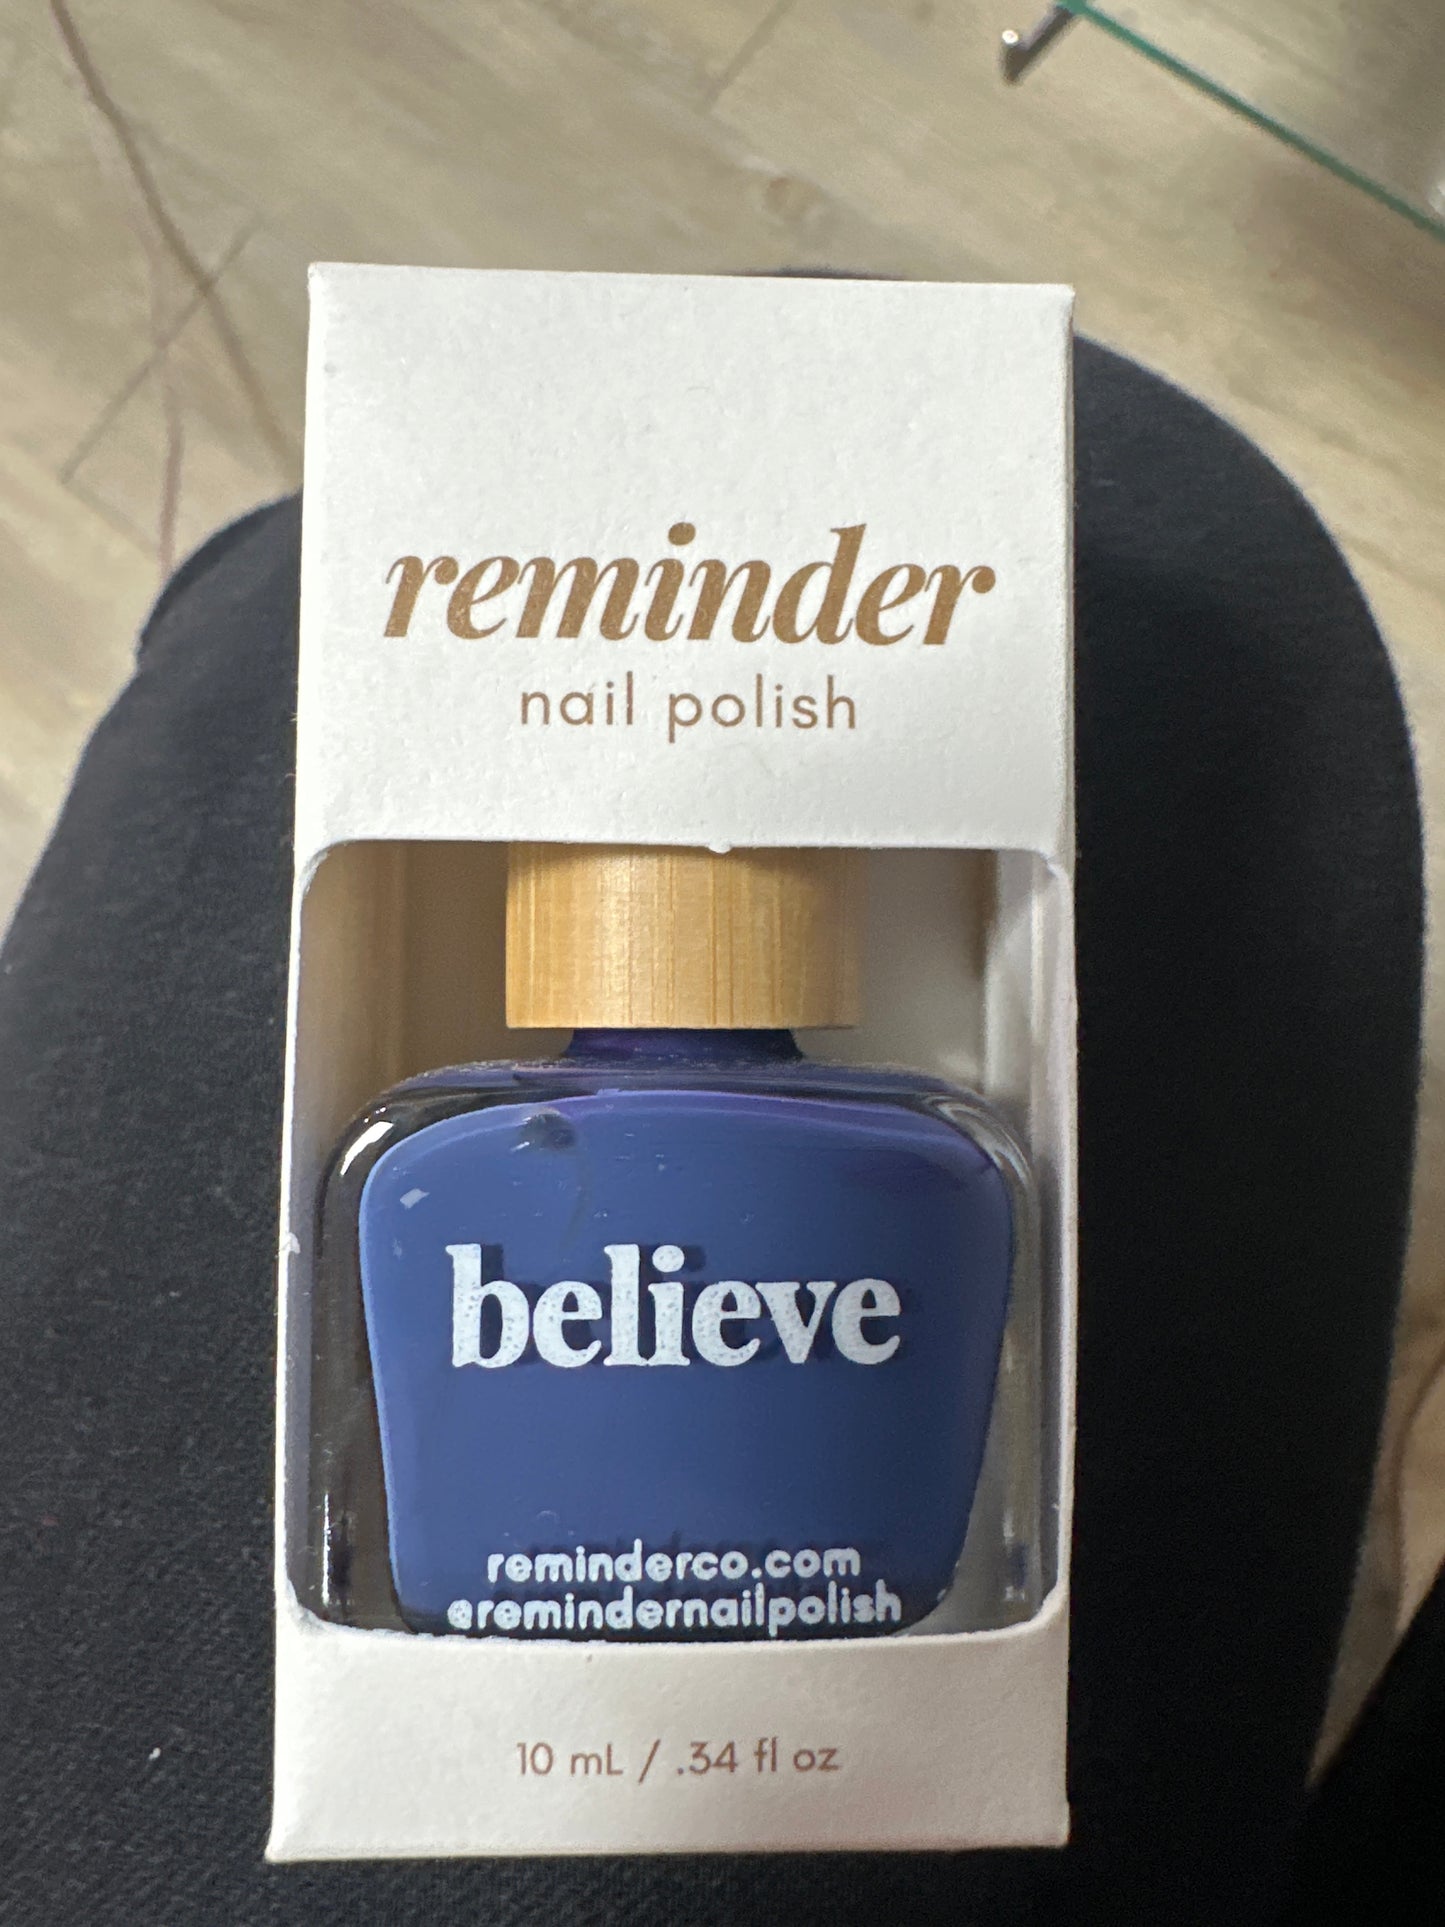 reminder
nail polish
believe
reminderco.com
@remindernailpolish
10 mL / .34 fl oz